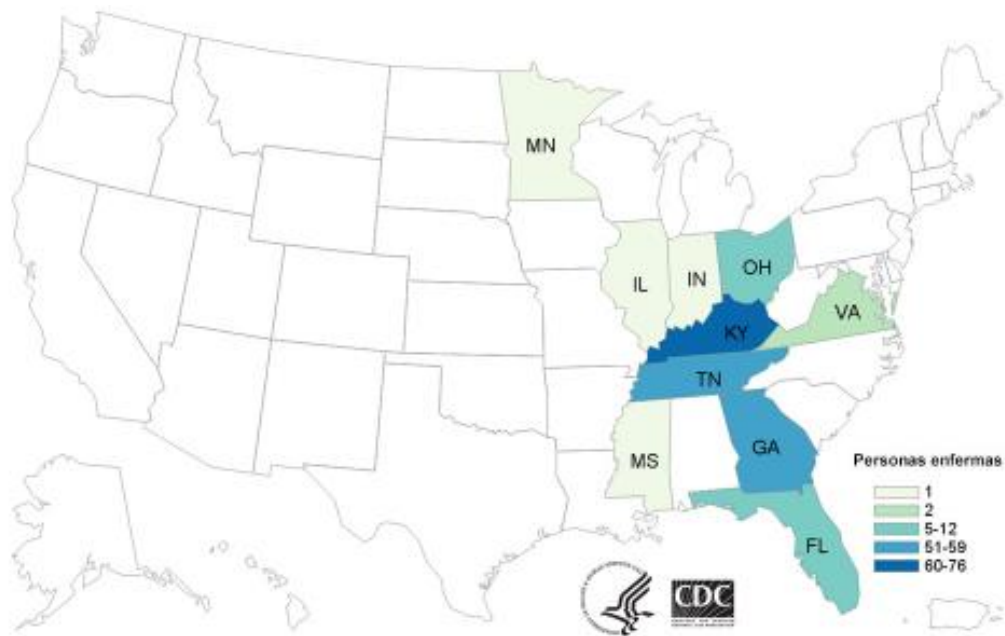 MN
IL
IN
OH
VA
KY
TN
MS
GA
FL
Personas enfermas
1
2
5-12
51-59
60-76
CDC